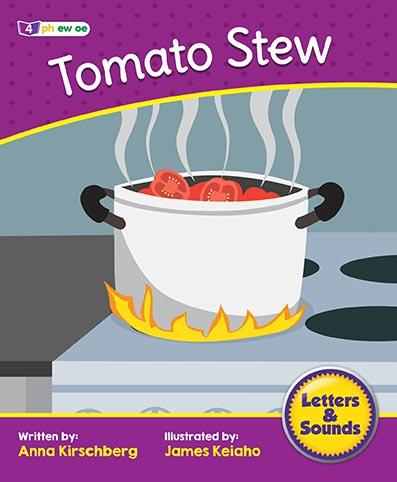 4 ph ew oe
Tomato Stew
Letters
&
Sounds
Written by:
Anna Kirschberg
Illustrated by:
James Keiaho